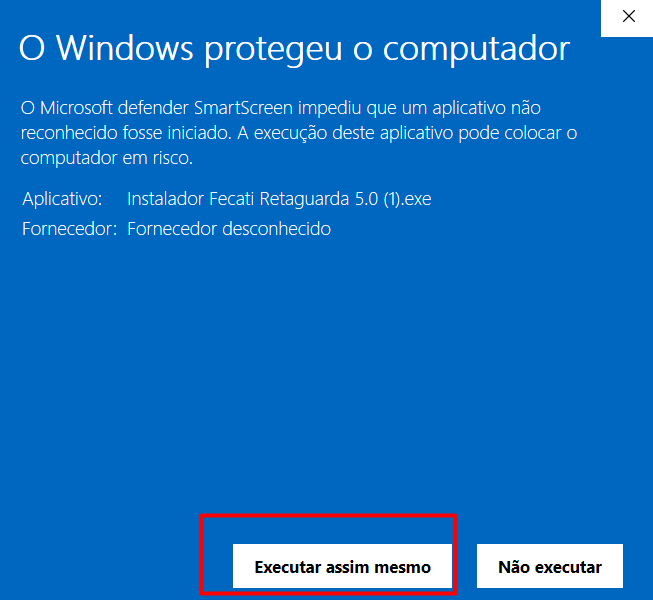 O Windows protegeu o computador
O Microsoft defender SmartScreen impediu que um aplicativo não
reconhecido fosse iniciado. A execução deste aplicativo pode colocar o
computador em risco.
Aplicativo: Instalador Fecati Retaguarda 5.0 (1).exe
Fornecedor: Fornecedor desconhecido
Executar assim mesmo Não executar